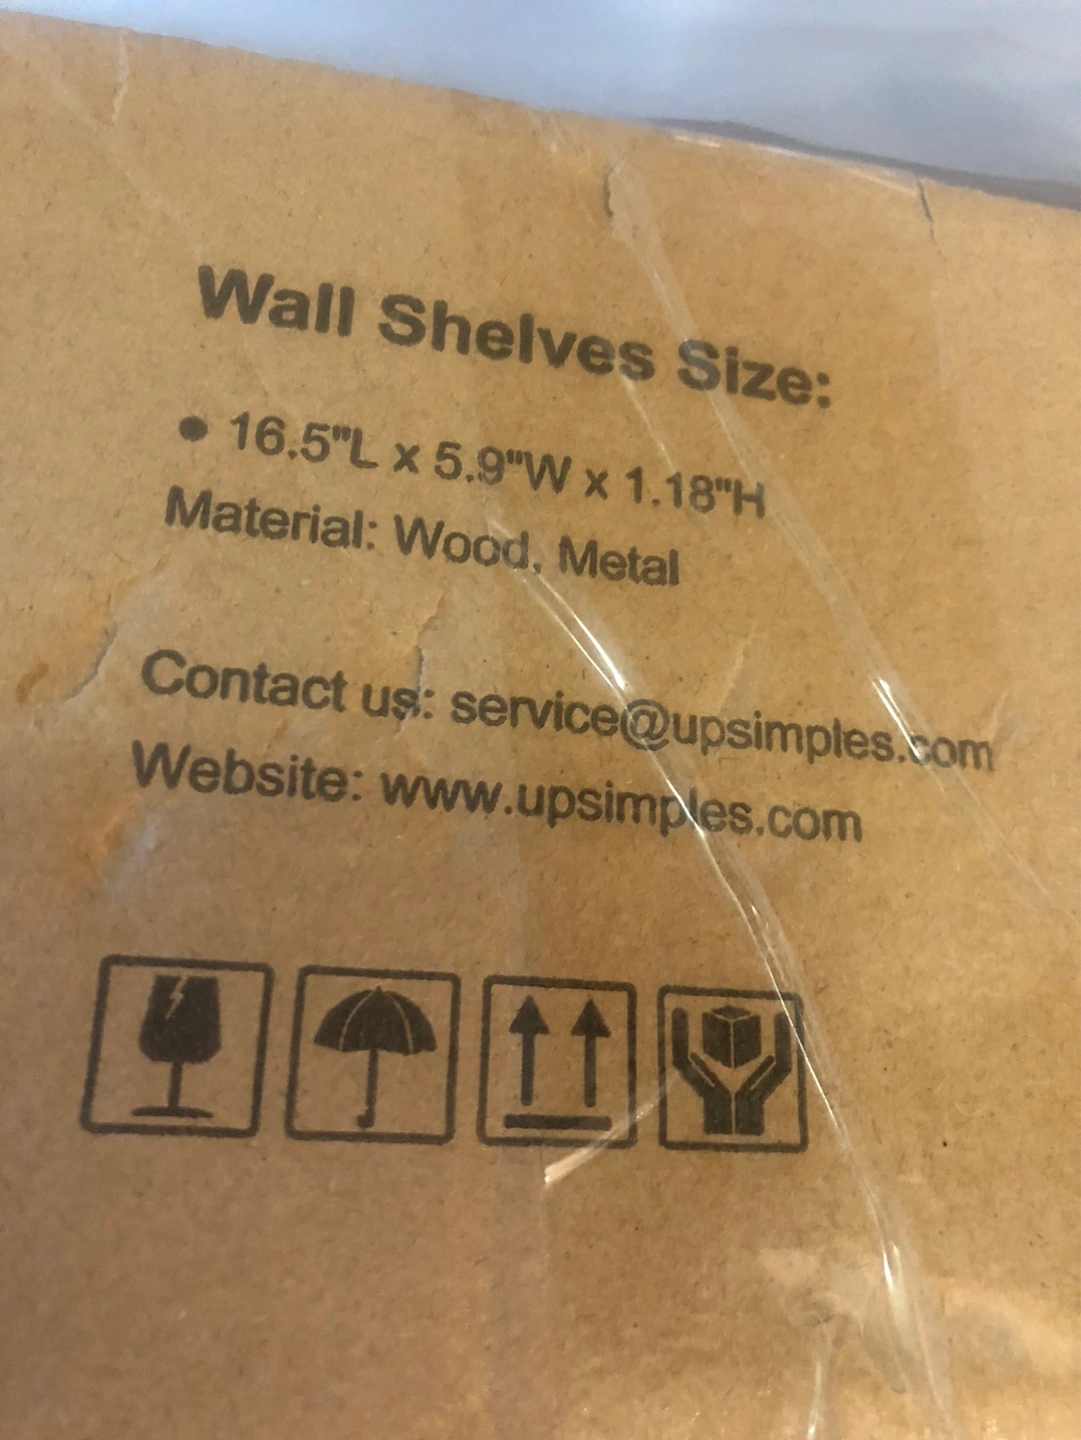 Wall Shelves Size:
● 16.5"L x 5.9"W x 1.18"H
Material: Wood, Metal
Contact us: service@upsimples.com
Website: www.upsimples.com